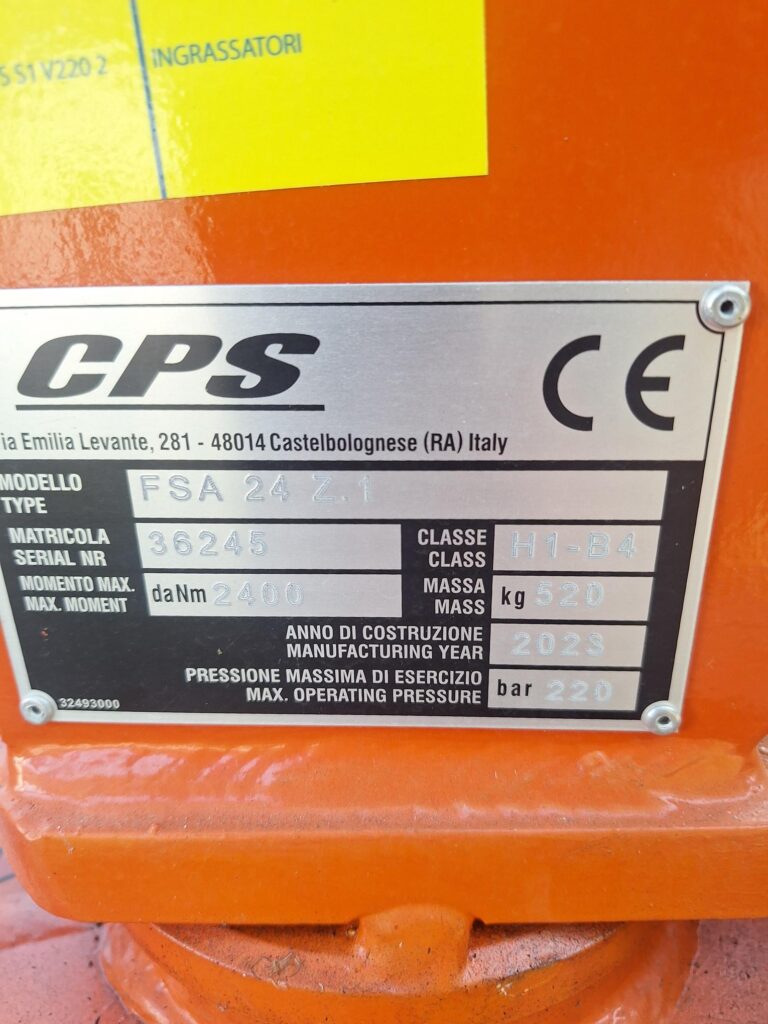 S S1 V220 2
INGRASSATORI
CPS
CE
ia Emilia Levante, 281 - 48014 Castelbolognese (RA) Italy
MODELLO
TYPE
FSA 24 Z.1
MATRICOLA
SERIAL NR
36245
CLASSE
CLASS
H1-B4
MOMENTO MAX.
MAX. MOMENT
daNm 2400
MASSA
MASS
kg 520
ANNO DI COSTRUZIONE
MANUFACTURING YEAR
2023
PRESSIONE MASSIMA DI ESERCIZIO
MAX. OPERATING PRESSURE
bar 220
32493000